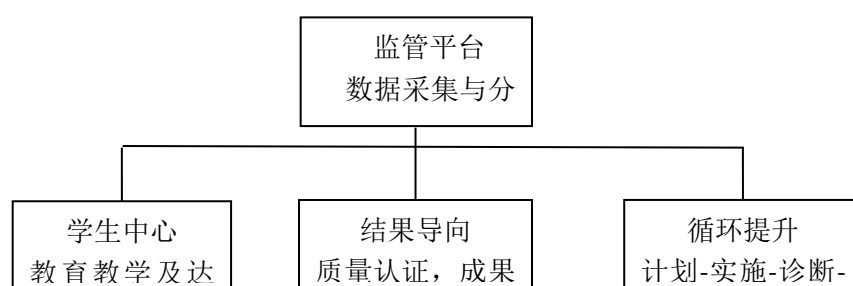 监管平台
数据采集与分
学生中心
教育教学及达
结果导向
质量认证，成果
循环提升
计划-实施-诊断-